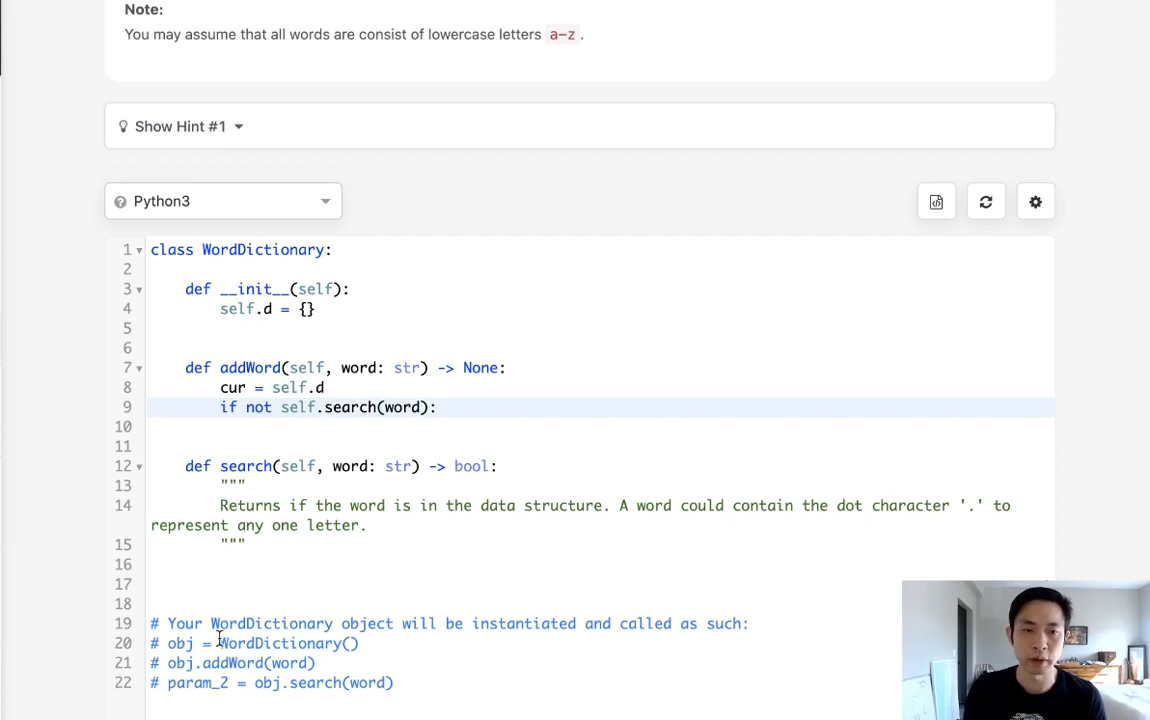 Note:
You may assume that all words are consist of lowercase letters a-z .
Show Hint #1
Python3
1 class WordDictionary:
2
3     def __init__(self):
4         self.d = {}
5
6
7     def addWord(self, word: str) -> None:
8         cur = self.d
9         if not self.search(word):
10
11
12     def search(self, word: str) -> bool:
13         """
14         Returns if the word is in the data structure. A word could contain the dot character '.' to
represent any one letter.
15         """
16
17
18
19 # Your WordDictionary object will be instantiated and called as such:
20 # obj = WordDictionary()
21 # obj.addWord(word)
22 # param_2 = obj.search(word)